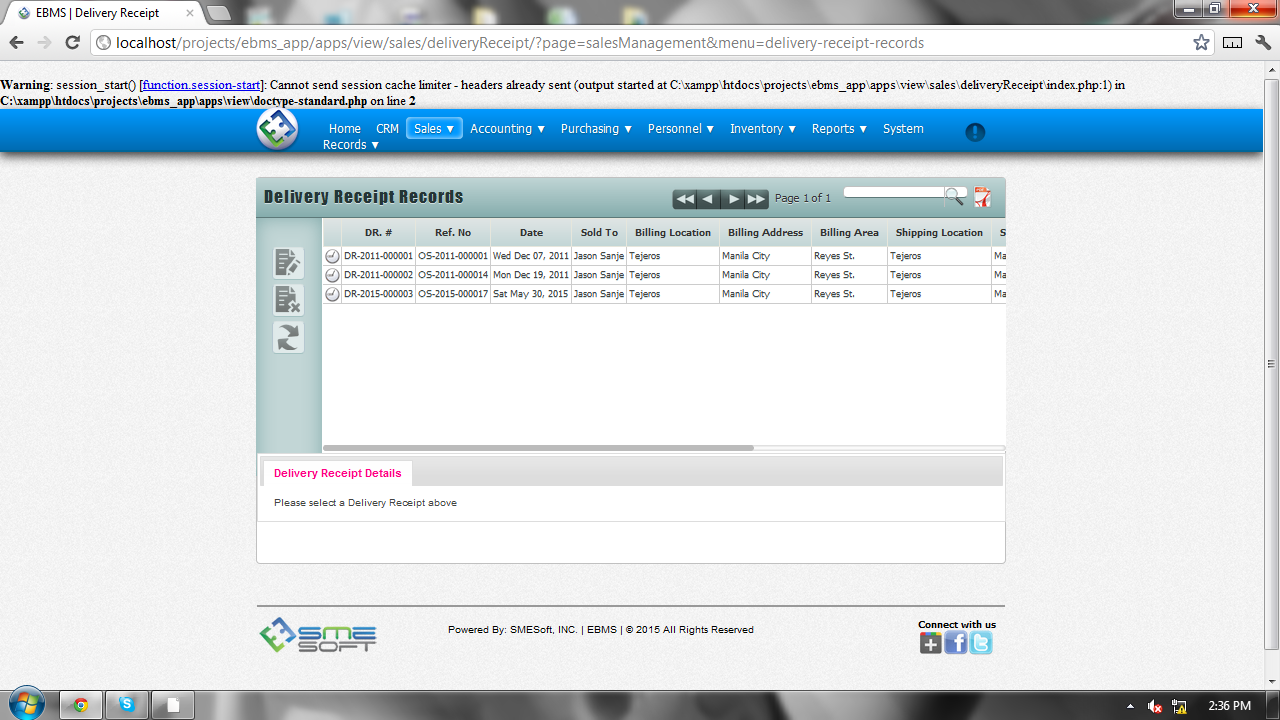 EBMS | Delivery Receipt
localhost/projects/ebms_app/apps/view/sales/deliveryReceipt/?page=salesManagement&menu=delivery-receipt-records
Warning: session_start() [function.session-start]: Cannot send session cache limiter - headers already sent (output started at C:\xampp\htdocs\projects\ebms_app\apps\view\sales\deliveryReceipt\index.php:1) in
C:\xampp\htdocs\projects\ebms_app\apps\view\doctype-standard.php on line 2
Home CRM Sales ▼ Accounting ▼ Purchasing ▼ Personnel ▼ Inventory ▼ Reports ▼ System
Records ▼
Delivery Receipt Records Page 1 of 1
DR. # Ref. No Date Sold To Billing Location Billing Address Billing Area Shipping Location S
DR-2011-000001 OS-2011-000001 Wed Dec 07, 2011 Jason Sanje Tejeros Manila City Reyes St. Tejeros Ma
DR-2011-000002 OS-2011-000014 Mon Dec 19, 2011 Jason Sanje Tejeros Manila City Reyes St. Tejeros Ma
DR-2015-000003 OS-2015-000017 Sat May 30, 2015 Jason Sanje Tejeros Manila City Reyes St. Tejeros Ma
Delivery Receipt Details
Please select a Delivery Receipt above
SME SOFT
Powered By: SMESoft, INC. | EBMS | © 2015 All Rights Reserved
Connect with us
2:36 PM